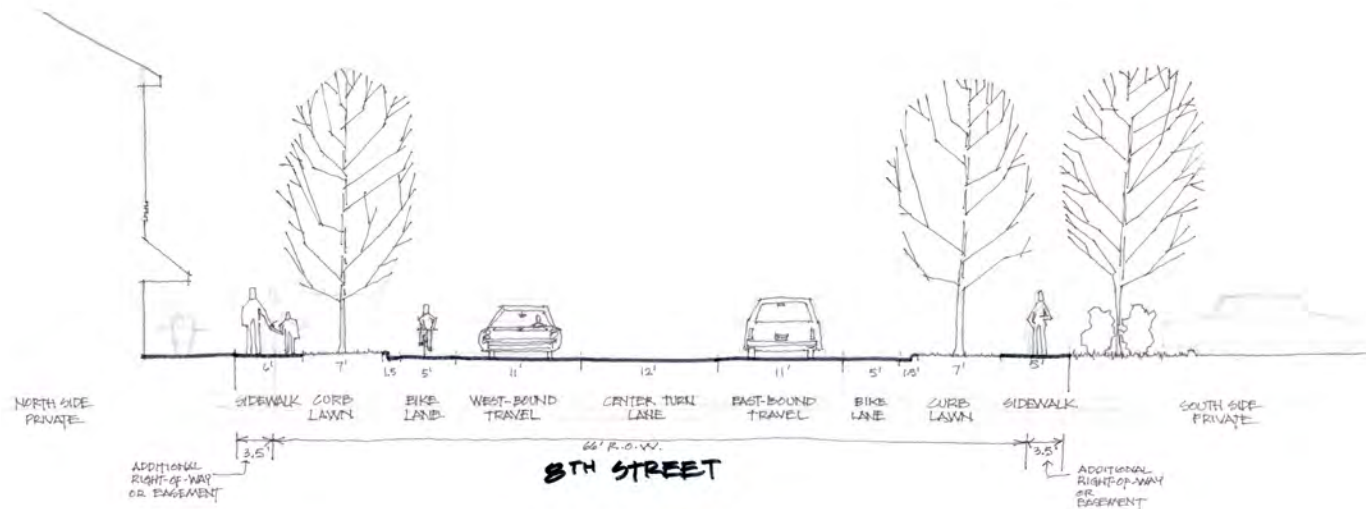 6' 7' 1.5 5' 11' 12' 11' 5' 1.5' 7' 5'
NORTH SIDE
PRIVATE
SIDEWALK
CURB
LAWN
BIKE
LANE
WEST-BOUND
TRAVEL
CENTER TURN
LANE
EAST-BOUND
TRAVEL
BIKE
LANE
CURB
LAWN
SIDEWALK
SOUTH SIDE
PRIVATE
3.5'
66' R.O.W.
3.5'
8TH STREET
ADDITIONAL
RIGHT-OF-WAY
OR EASEMENT
ADDITIONAL
RIGHT-OF-WAY
OR
EASEMENT